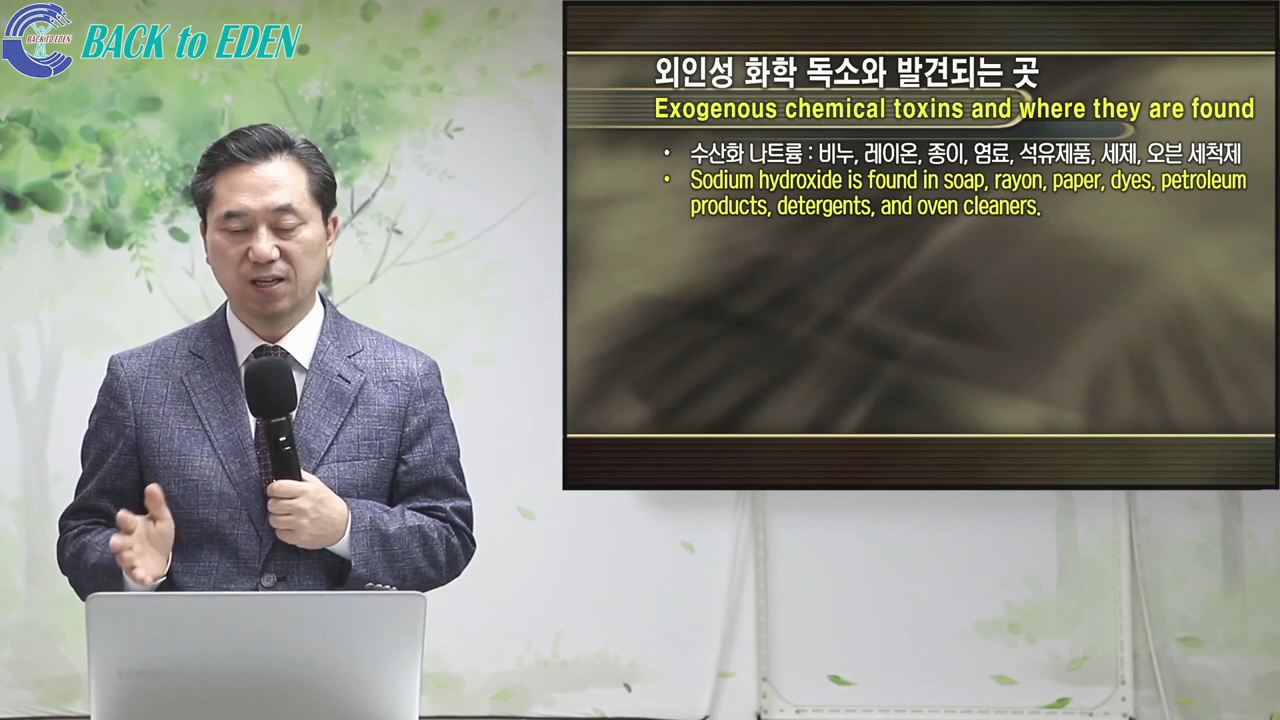 BACK TO EDEN
BACK to EDEN
외인성 화학 독소와 발견되는 곳
Exogenous chemical toxins and where they are found
• 수산화 나트륨 : 비누, 레이온, 종이, 염료, 석유제품, 세제, 오븐 세척제
• Sodium hydroxide is found in soap, rayon, paper, dyes, petroleum
products, detergents, and oven cleaners.